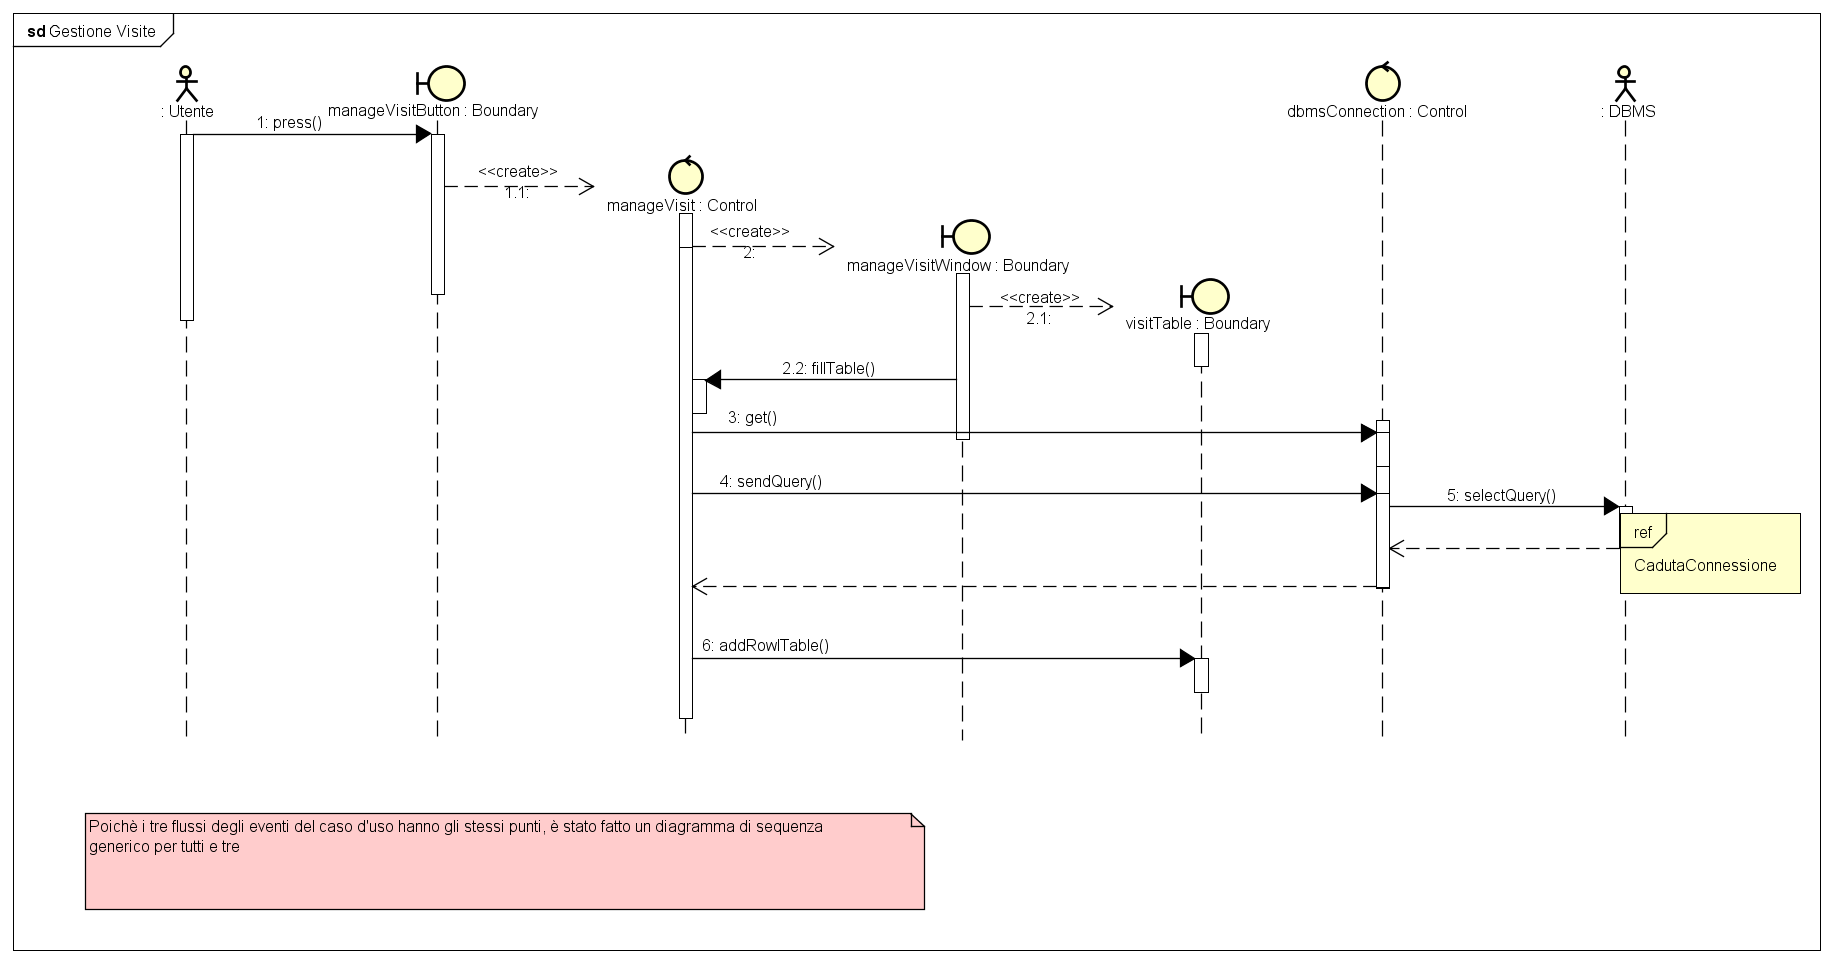 sd Gestione Visite
: Utente
manageVisitButton : Boundary
dbmsConnection : Control
: DBMS
1: press()
<<create>>
1.1:
manageVisit : Control
<<create>>
2:
manageVisitWindow : Boundary
<<create>>
2.1:
visitTable : Boundary
2.2: fillTable()
3: get()
4: sendQuery()
5: selectQuery()
ref
CadutaConnessione
6: addRowlTable()
Poichè i tre flussi degli eventi del caso d'uso hanno gli stessi punti, è stato fatto un diagramma di sequenza
generico per tutti e tre